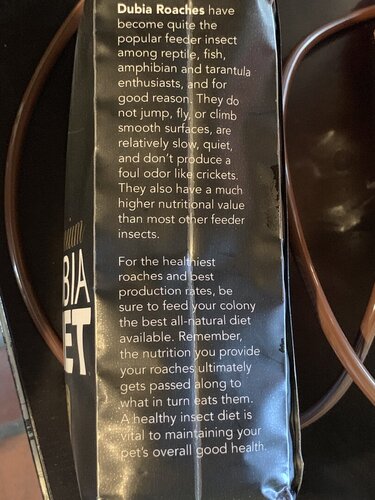 Dubia Roaches have
become quite the
popular feeder insect
among reptile, fish,
amphibian and tarantula
enthusiasts, and for
good reason. They do
not jump, fly, or climb
smooth surfaces, are
relatively slow, quiet,
and don't produce a
foul odor like crickets.
They also have a much
higher nutritional value
than most other feeder
insects.
For the healthiest
roaches and best
production rates, be
sure to feed your colony
the best all-natural diet
available. Remember,
the nutrition you provide
your roaches ultimately
gets passed along to
what in turn eats them.
A healthy insect diet is
vital to maintaining your
pet's overall good health.
BIA
ET